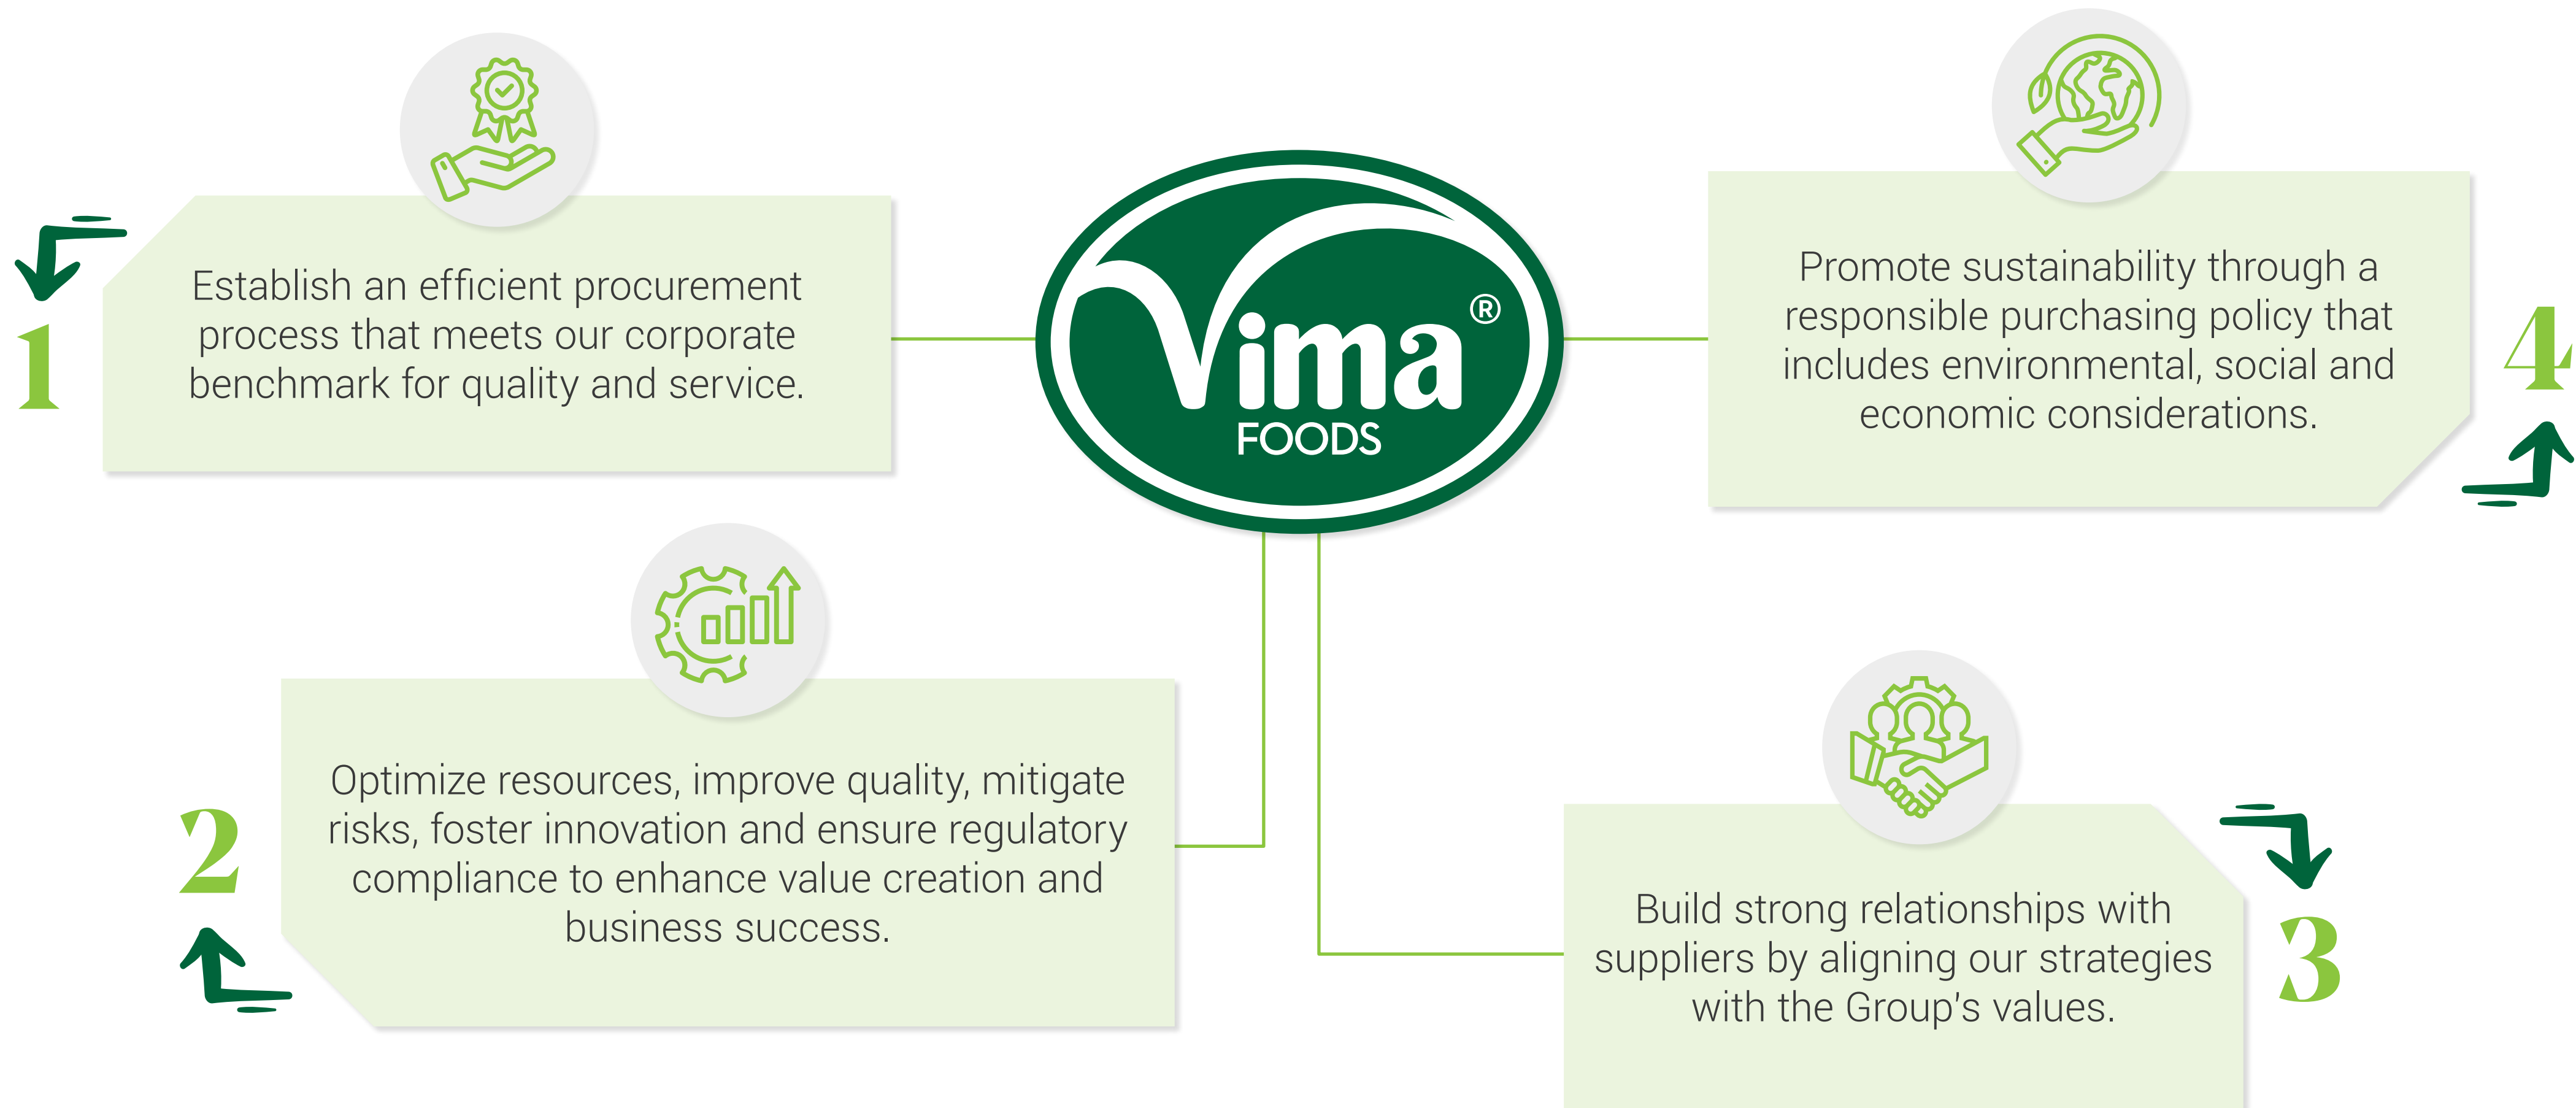 1
Establish an efficient procurement
process that meets our corporate
benchmark for quality and service.
Vima®
FOODS
Promote sustainability through a
responsible purchasing policy that
includes environmental, social and
economic considerations.
4
2
Optimize resources, improve quality, mitigate
risks, foster innovation and ensure regulatory
compliance to enhance value creation and
business success.
Build strong relationships with
suppliers by aligning our strategies
with the Group's values.
3